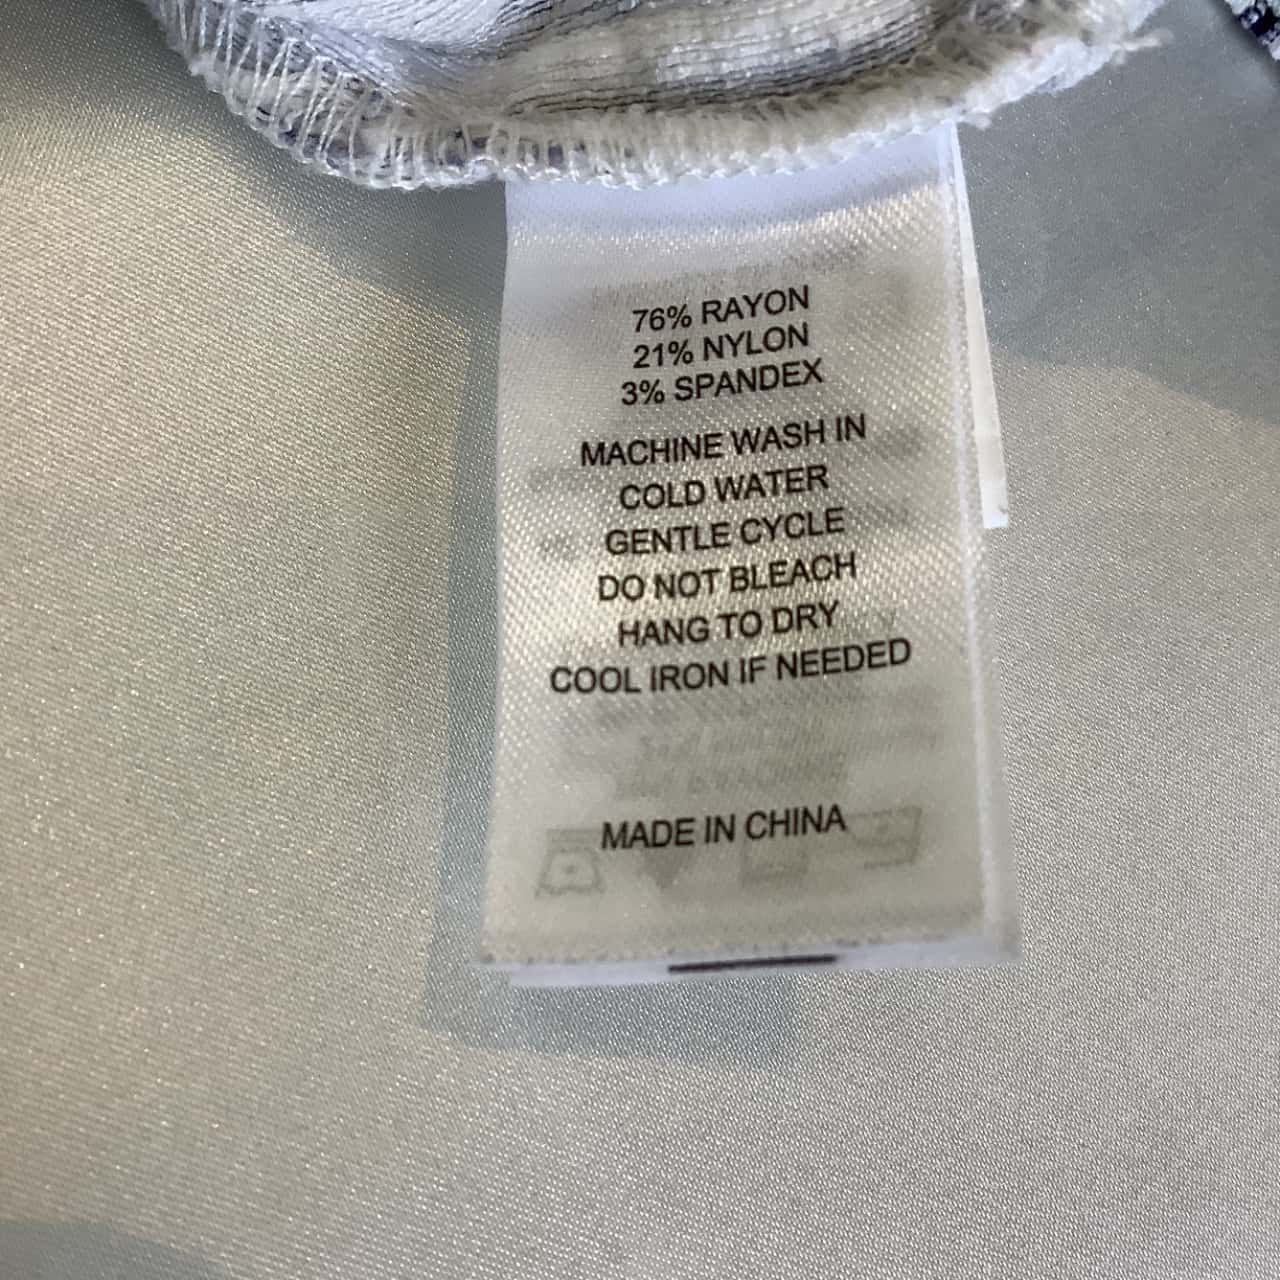 76% RAYON
21% NYLON
3% SPANDEX
MACHINE WASH IN
COLD WATER
GENTLE CYCLE
DO NOT BLEACH
HANG TO DRY
COOL IRON IF NEEDED
MADE IN CHINA